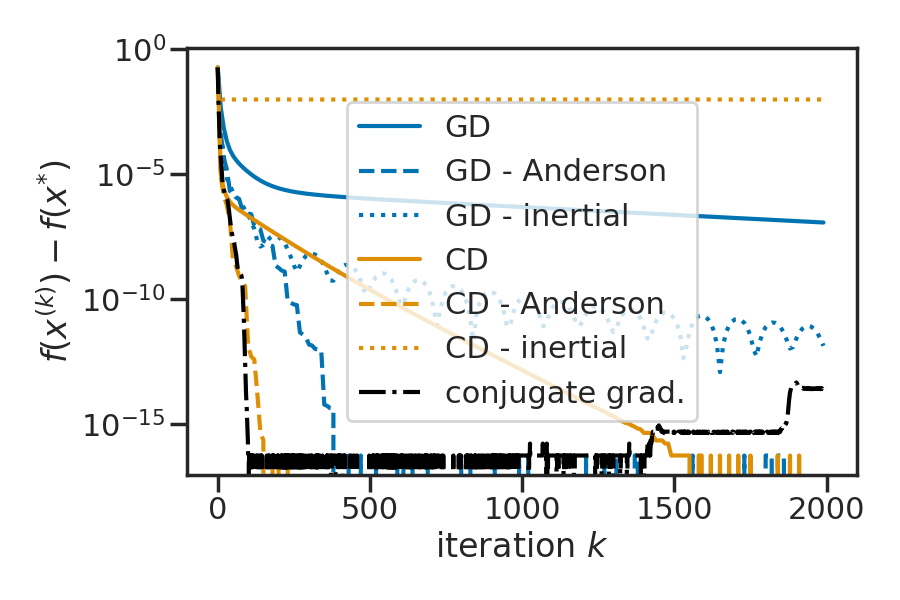 10^0
10^-5
10^-10
10^-15
f(x^(k)) − f(x^*)
GD
GD - Anderson
GD - inertial
CD
CD - Anderson
CD - inertial
conjugate grad.
0 500 1000 1500 2000
iteration k